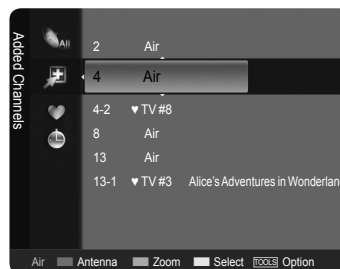 Added Channels
All
2 Air
4 Air
4-2 ♥ TV #8
8 Air
13 Air
13-1 ♥ TV #3 Alice's Adventures in Wonderlan
Air Antenna Zoom Select TOOLS Option